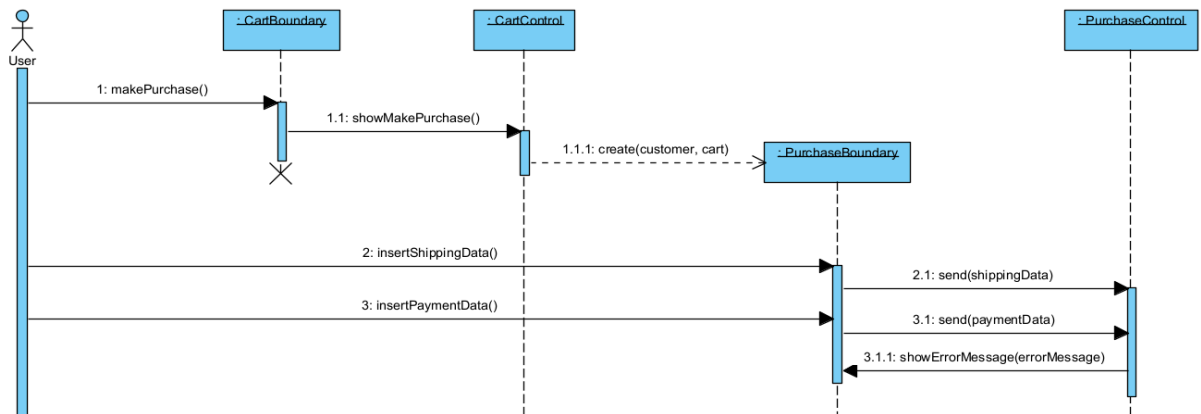 : CartBoundary
: CartControl
: PurchaseControl
User
1: makePurchase()
1.1: showMakePurchase()
1.1.1: create(customer, cart)
: PurchaseBoundary
2: insertShippingData()
2.1: send(shippingData)
3: insertPaymentData()
3.1: send(paymentData)
3.1.1: showErrorMessage(errorMessage)